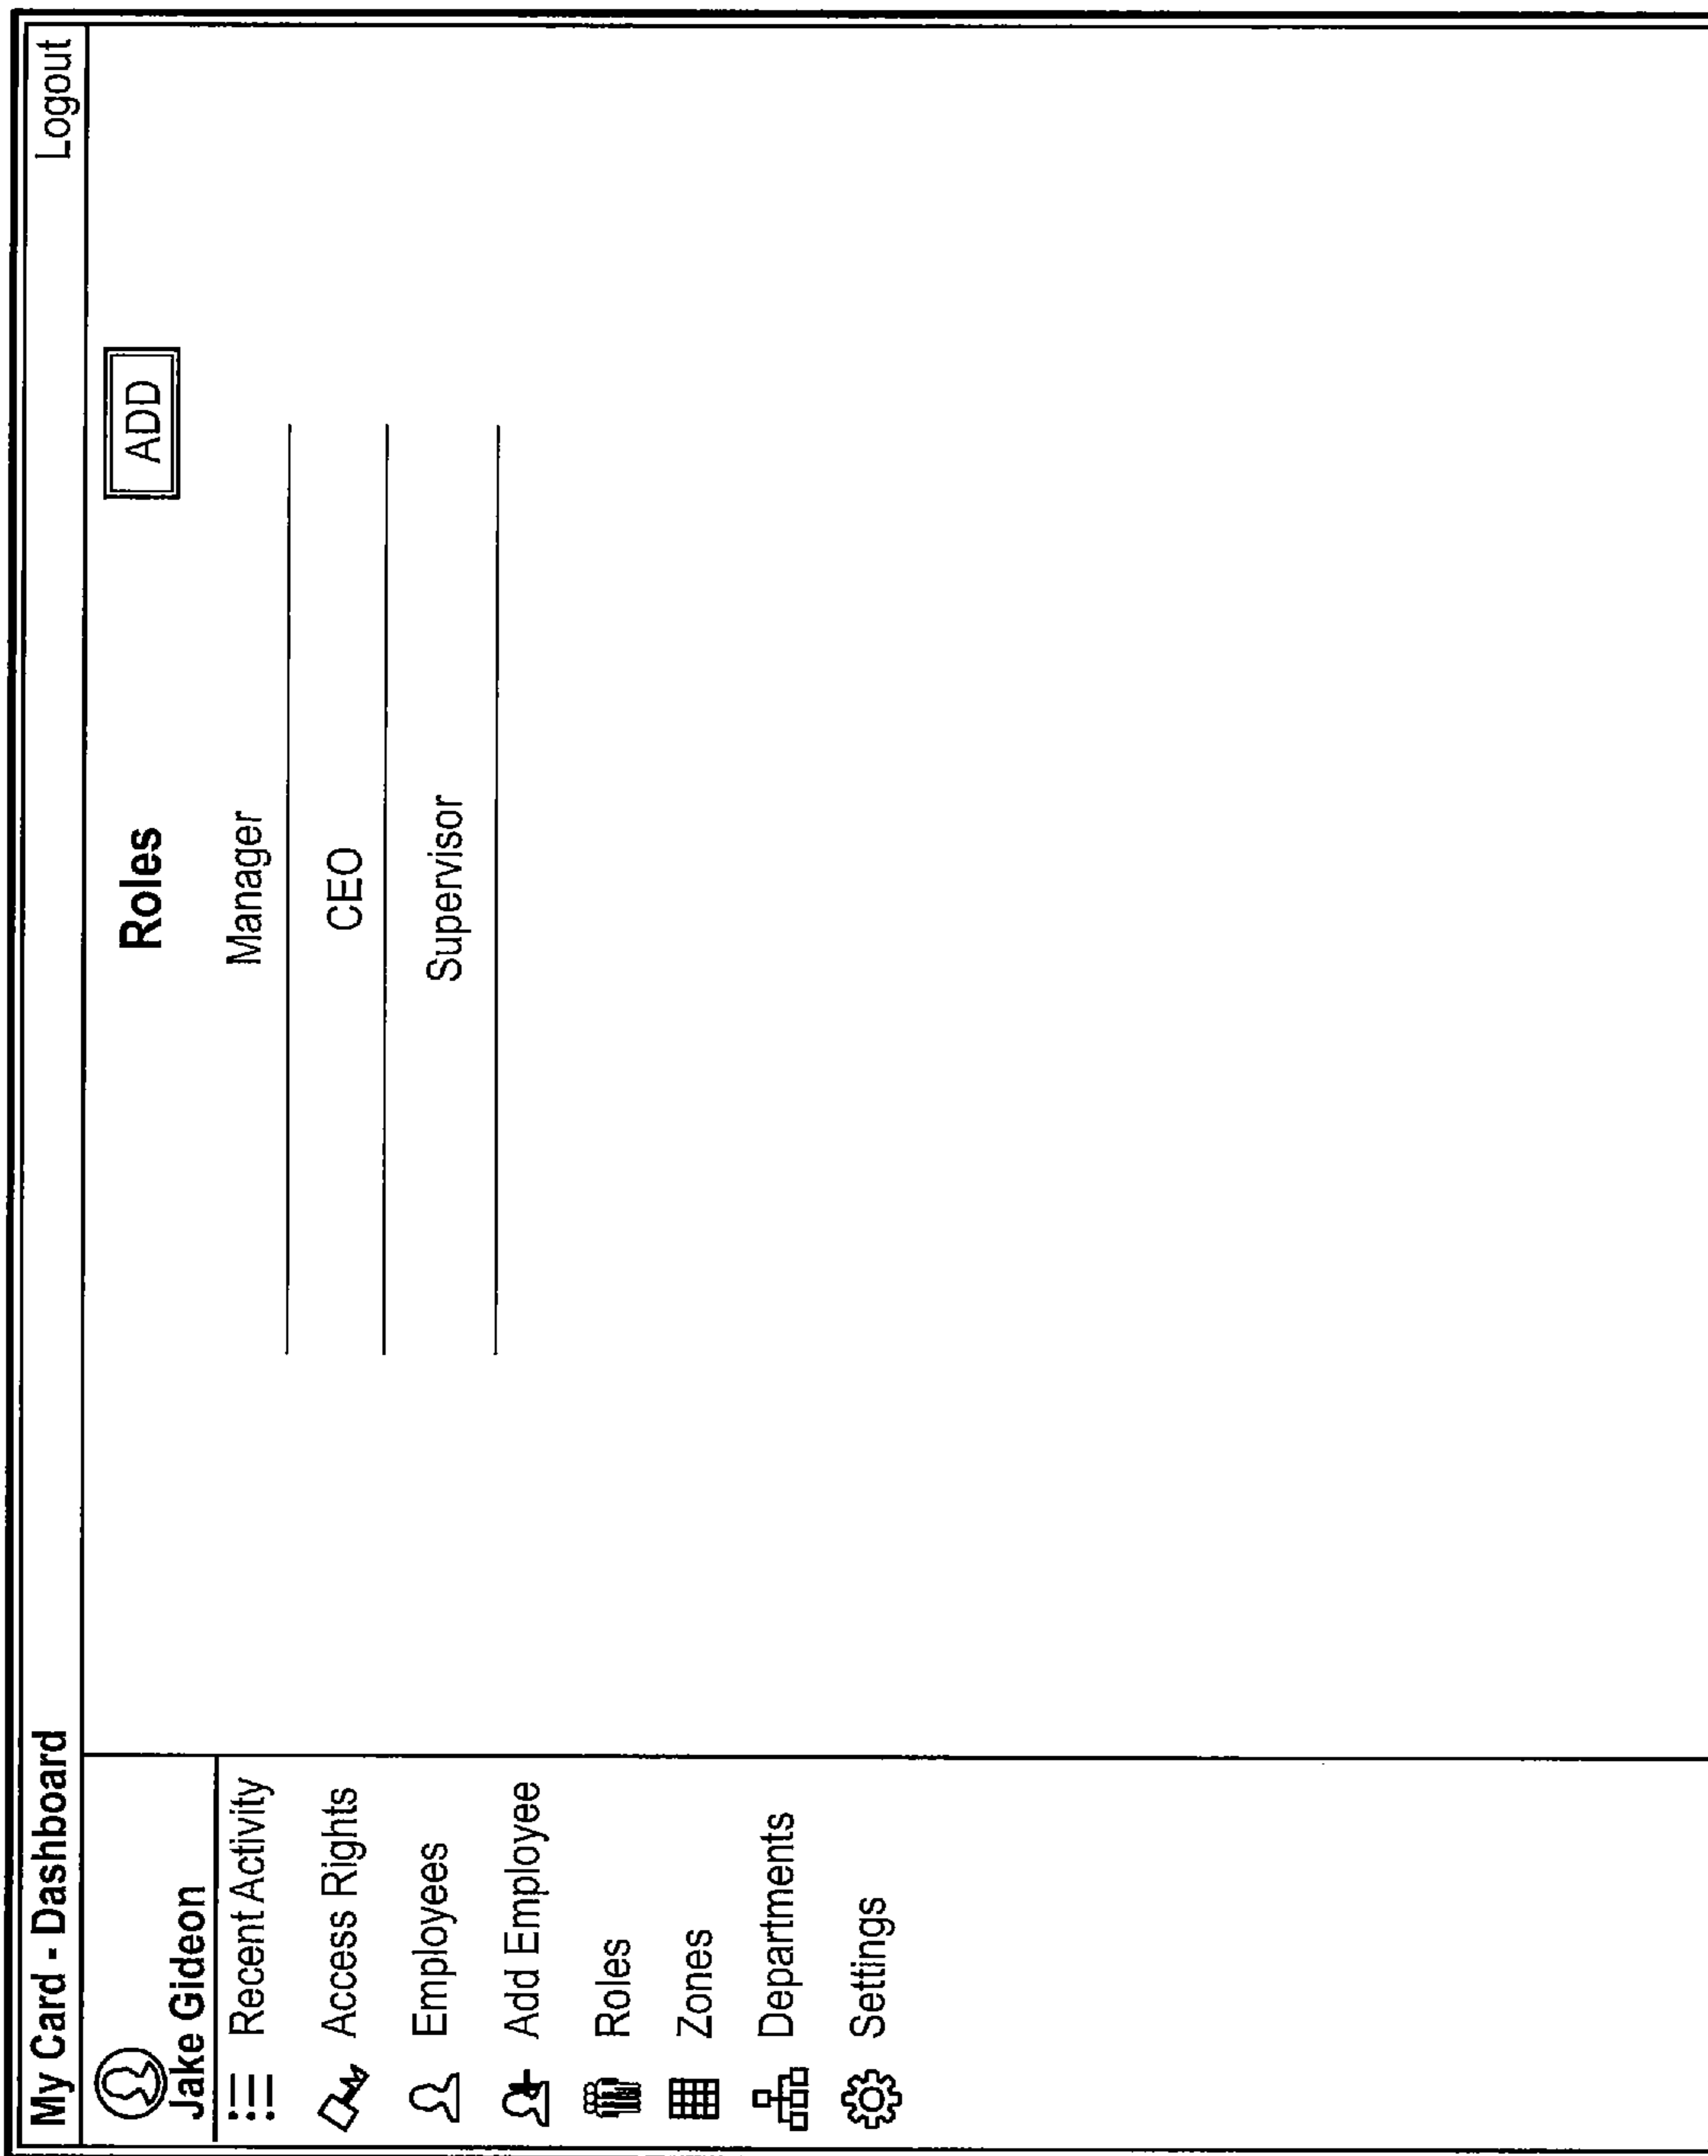 My Card - Dashboard
Logout
Jake Gideon
Recent Activity
Access Rights
Employees
Add Employee
Roles
Zones
Departments
Settings
Roles
ADD
Manager
CEO
Supervisor